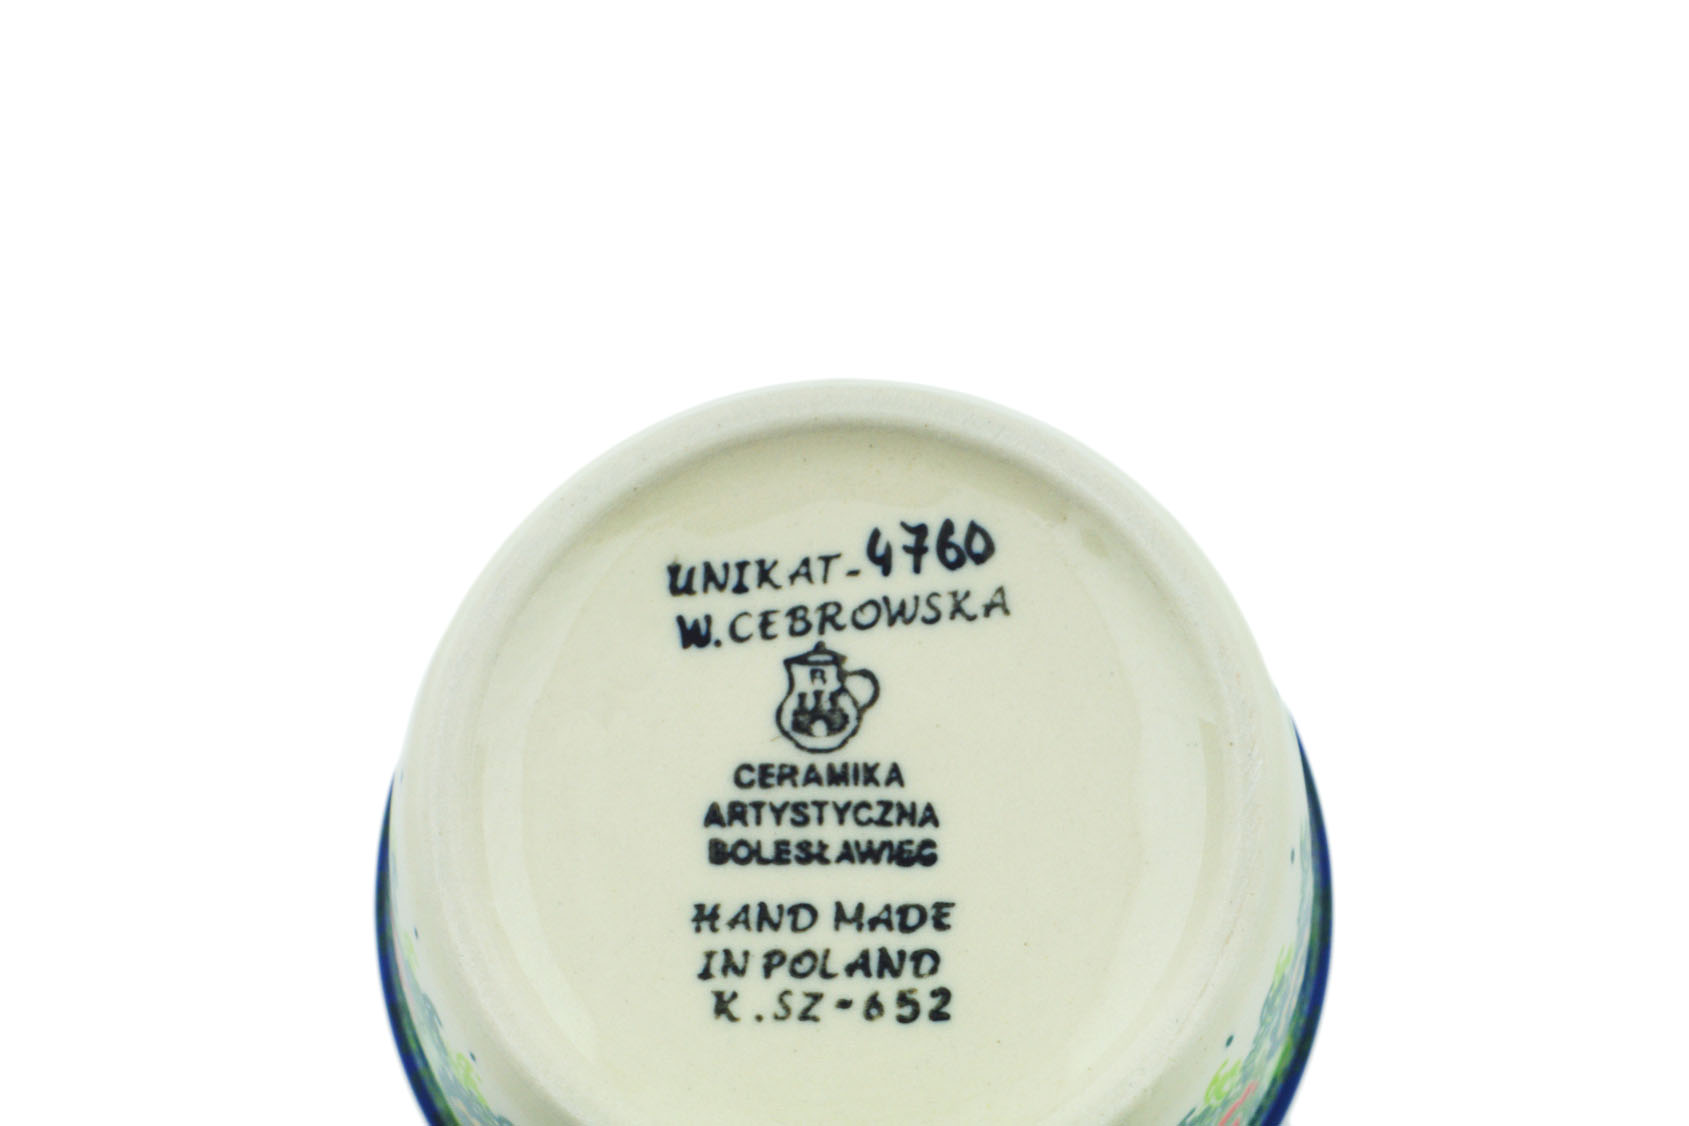 UNIKAT-4760
W.CEBROWSKA
B
CERAMIKA
ARTYSTYCZNA
BOLESŁAWIEC
HAND MADE
IN POLAND
K.SZ-652